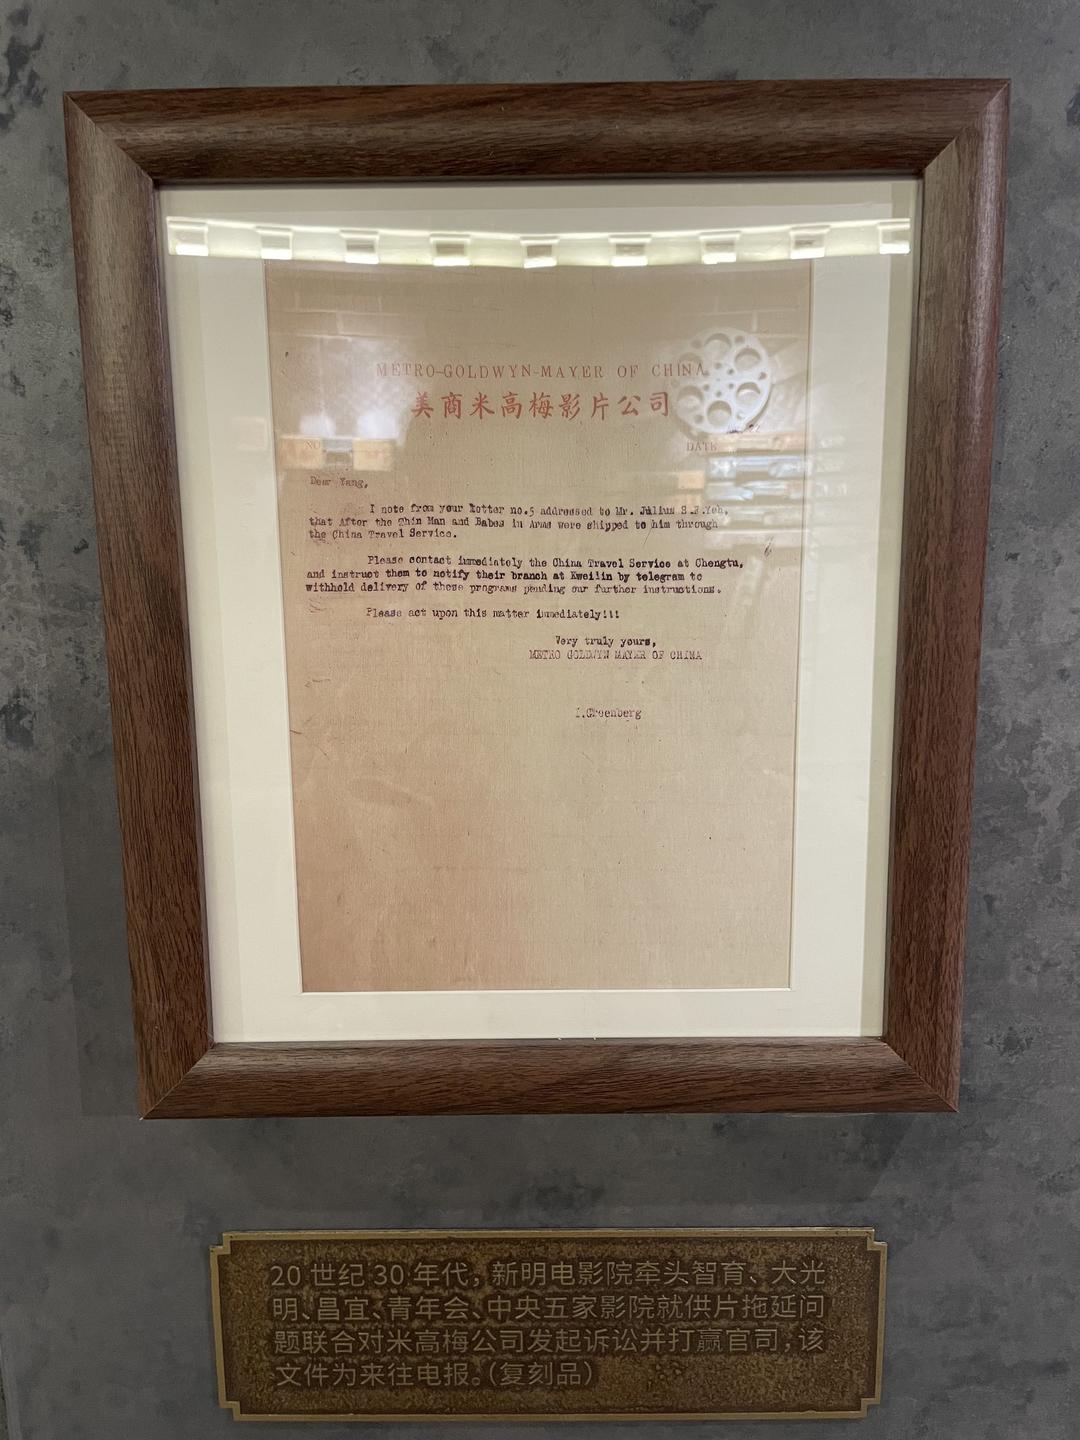 METRO-GOLDWYN-MAYER OF CHINA
美商米高梅影片公司
NO
DATE
Dear Yang,
I note from your letter no.5 addressed to Mr. Julius S.F.Yeh,
that After the Thin Man and Babes in Arms were shipped to him through
the China Travel Service.
Please contact immediately the China Travel Service at Chengtu,
and instruct them to notify their branch at Kweilin by telegram to
withhold delivery of these programs pending our further instructions.
Please act upon this matter immediately!!!
Very truly yours,
METRO GOLDWYN MAYER OF CHINA
I.Greenberg
20 世纪 30 年代，新明电影院牵头智育、大光
明、昌宜、青年会、中央五家影院就供片拖延问
题联合对米高梅公司发起诉讼并打赢官司，该
文件为来往电报。（复刻品）